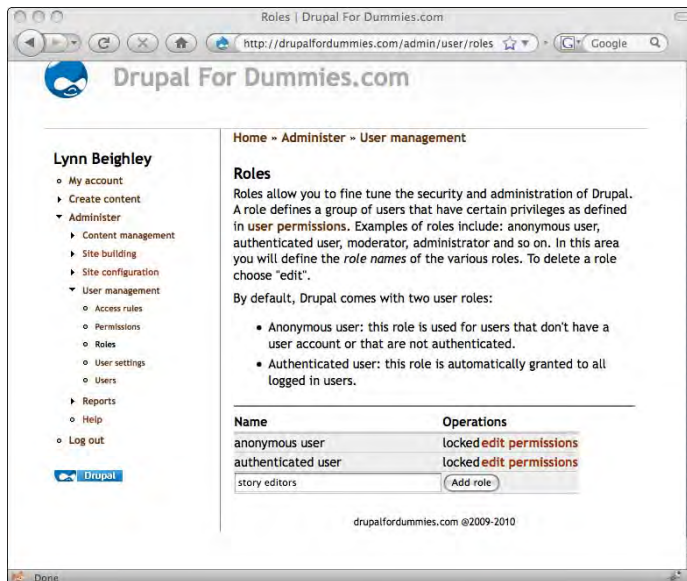 Roles | Drupal For Dummies.com
http://drupalfordummies.com/admin/user/roles
Google
Drupal For Dummies.com
Lynn Beighley
My account
Create content
Administer
Content management
Site building
Site configuration
User management
Access rules
Permissions
Roles
User settings
Users
Reports
Help
Log out
Drupal
Home » Administer » User management
Roles
Roles allow you to fine tune the security and administration of Drupal.
A role defines a group of users that have certain privileges as defined
in user permissions. Examples of roles include: anonymous user,
authenticated user, moderator, administrator and so on. In this area
you will define the role names of the various roles. To delete a role
choose "edit".
By default, Drupal comes with two user roles:
• Anonymous user: this role is used for users that don't have a
user account or that are not authenticated.
• Authenticated user: this role is automatically granted to all
logged in users.
Name Operations
anonymous user locked edit permissions
authenticated user locked edit permissions
story editors Add role
drupalfordummies.com @2009-2010
Done